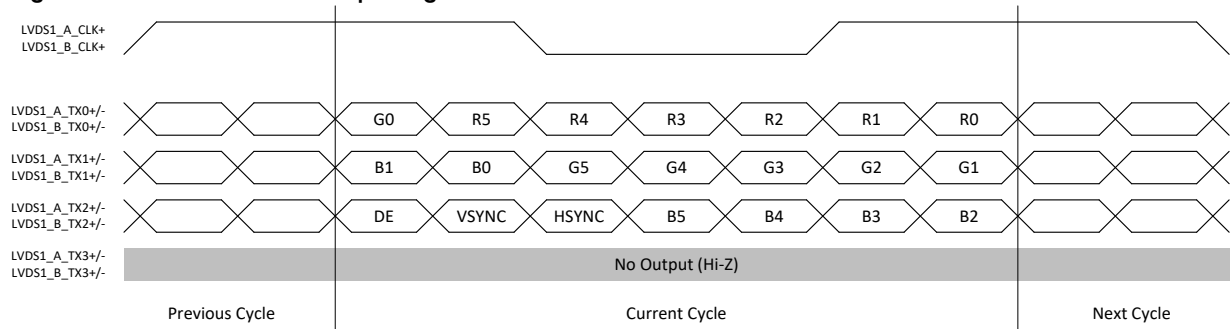 LVDS1_A_CLK+
LVDS1_B_CLK+
LVDS1_A_TX0+/-
LVDS1_B_TX0+/-
G0 R5 R4 R3 R2 R1 R0
LVDS1_A_TX1+/-
LVDS1_B_TX1+/-
B1 B0 G5 G4 G3 G2 G1
LVDS1_A_TX2+/-
LVDS1_B_TX2+/-
DE VSYNC HSYNC B5 B4 B3 B2
LVDS1_A_TX3+/-
LVDS1_B_TX3+/-
No Output (Hi-Z)
Previous Cycle Current Cycle Next Cycle